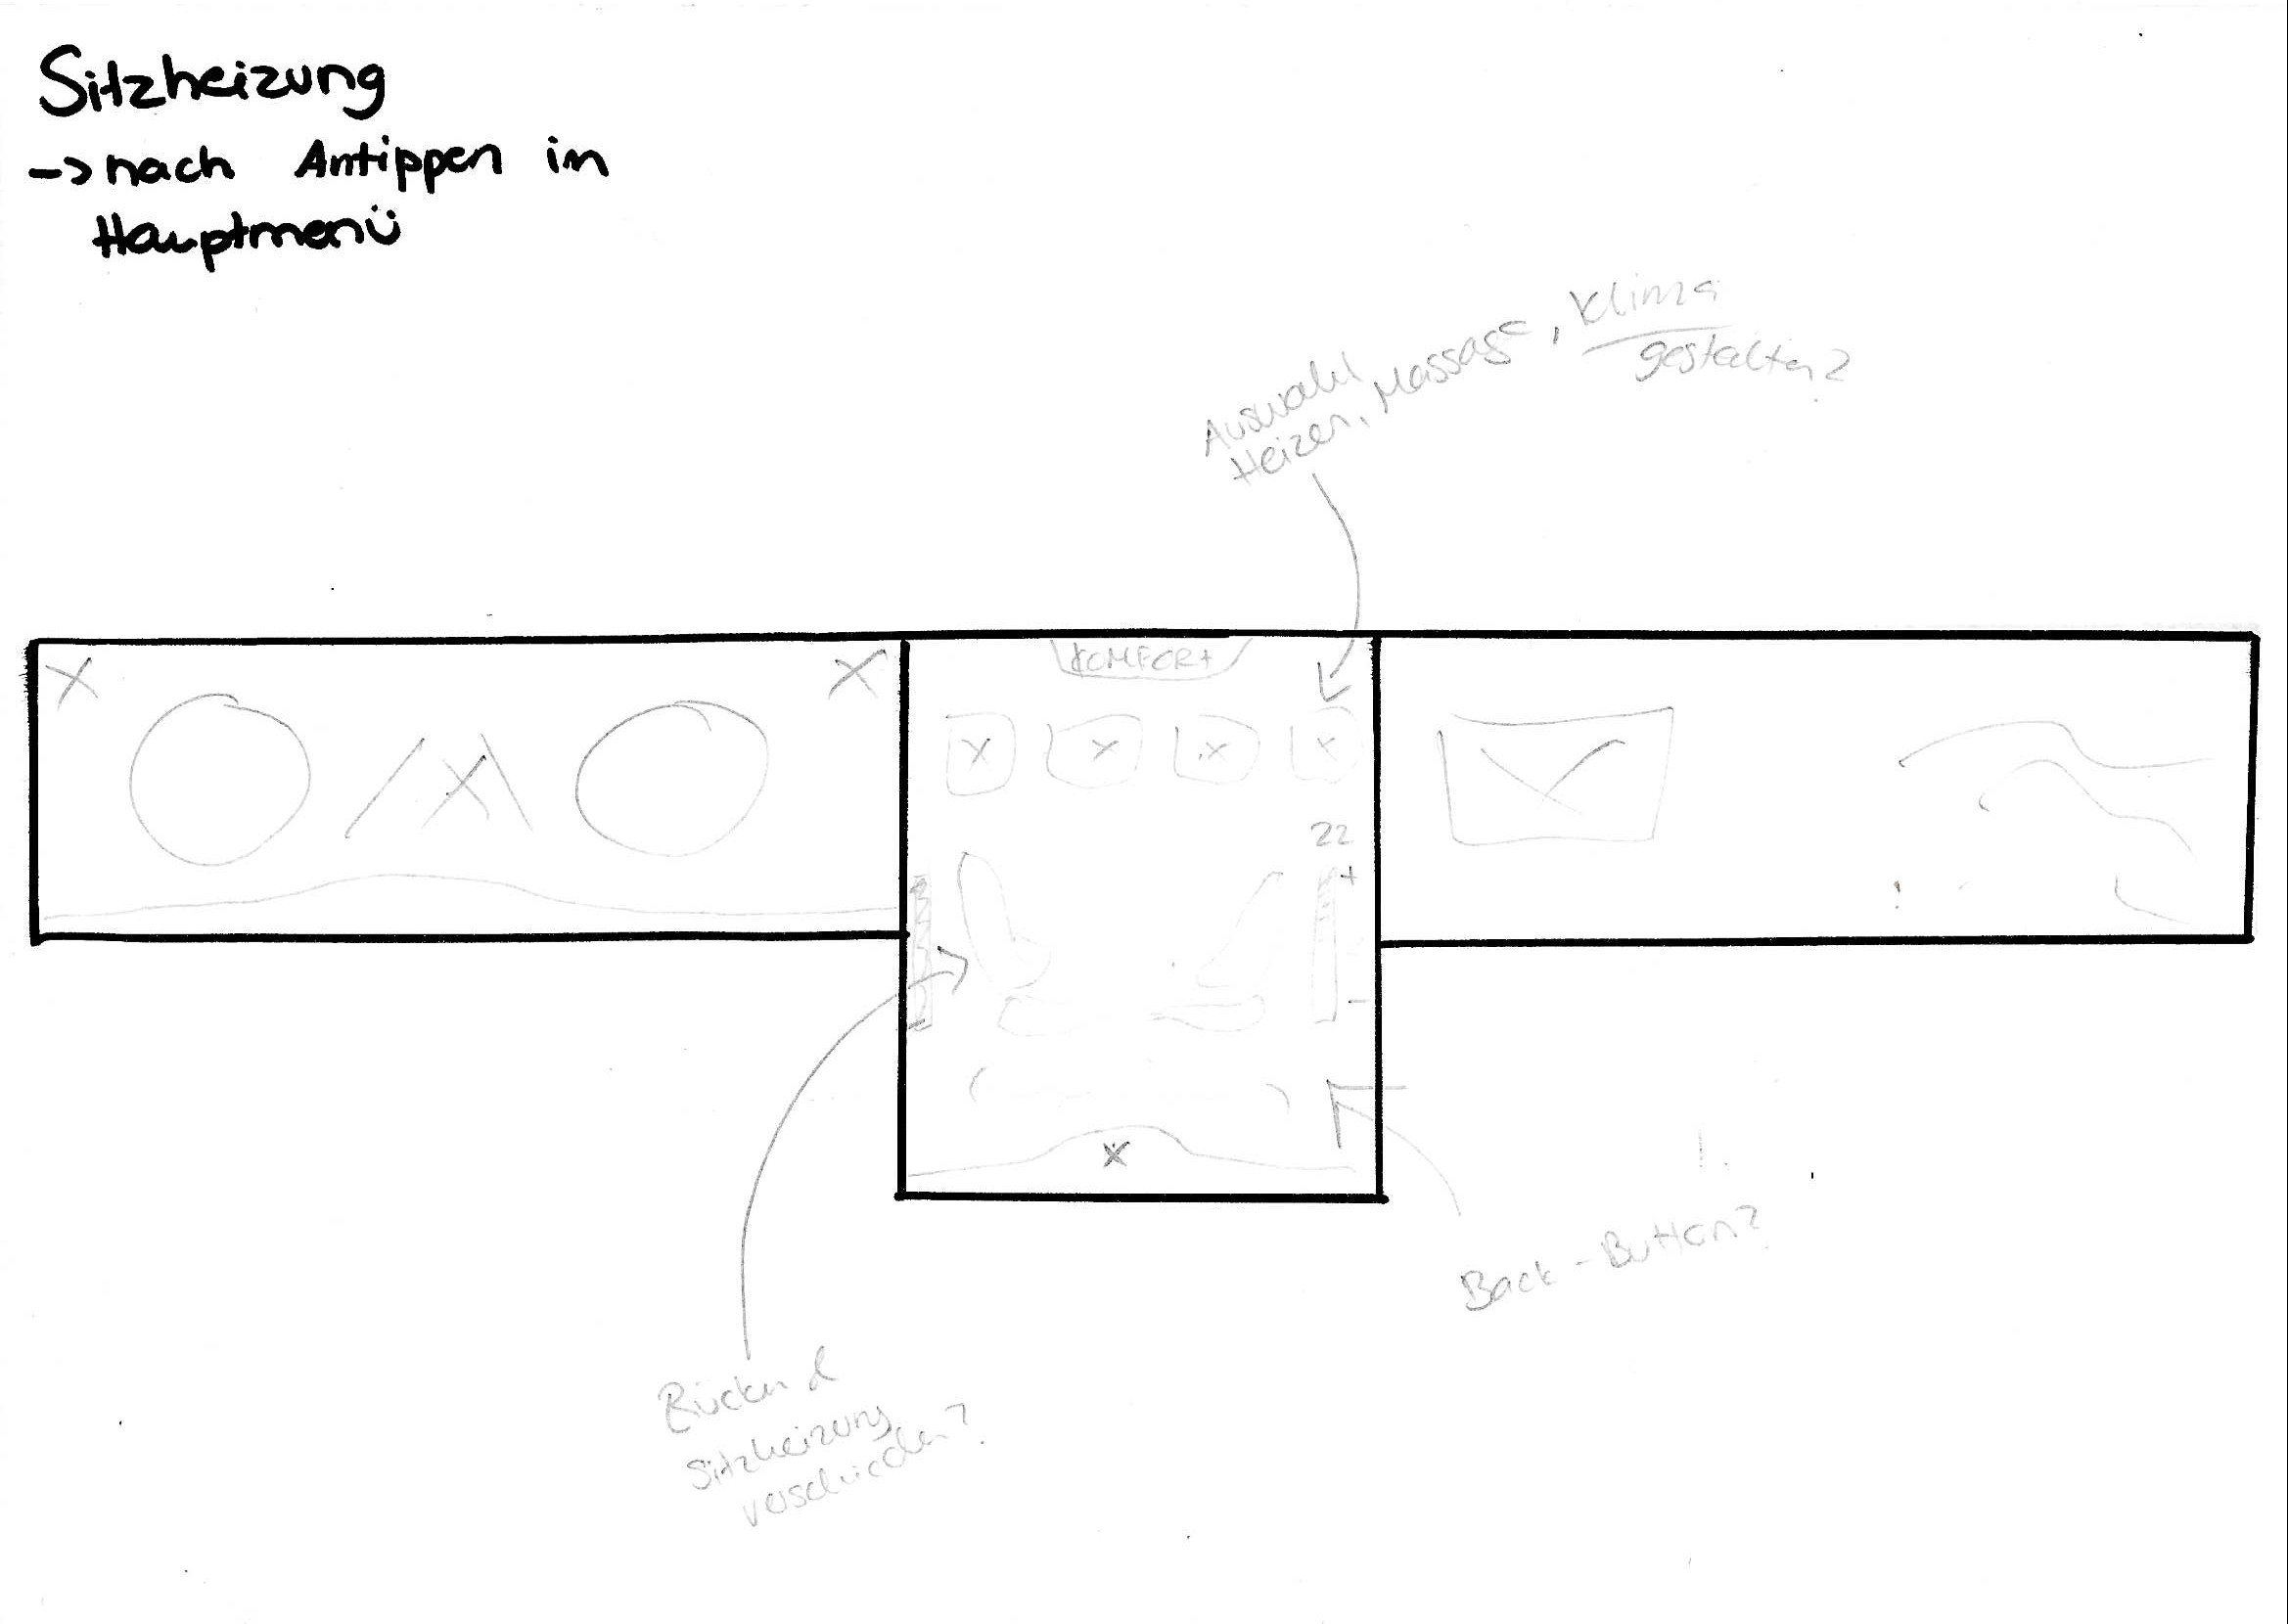 Sitzheizung
-> nach Antippen im
Hauptmenü
Auswahl
Heizen, Massage, Klima
gestalten?
KOMFORT
22
+
-
Back-Button?
Rücken &
Sitzheizung
verschieden?